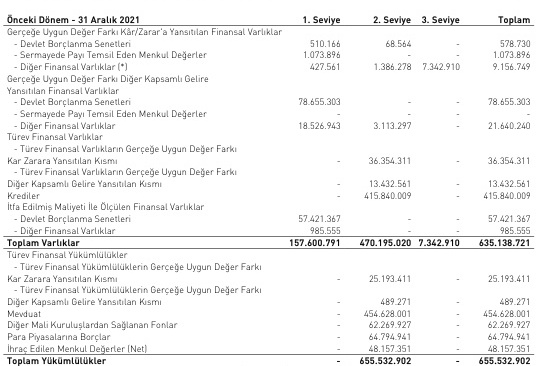 Önceki Dönem - 31 Aralık 2021 1. Seviye 2. Seviye 3. Seviye Toplam
Gerçeğe Uygun Değer Farkı Kâr/Zarar'a Yansıtılan Finansal Varlıklar
- Devlet Borçlanma Senetleri 510.166 68.564 - 578.730
- Sermayede Payı Temsil Eden Menkul Değerler 1.073.896 - - 1.073.896
- Diğer Finansal Varlıklar (*) 427.561 1.386.278 7.342.910 9.156.749
Gerçeğe Uygun Değer Farkı Diğer Kapsamlı Gelire
Yansıtılan Finansal Varlıklar
- Devlet Borçlanma Senetleri 78.655.303 - - 78.655.303
- Sermayede Payı Temsil Eden Menkul Değerler - - - -
- Diğer Finansal Varlıklar 18.526.943 3.113.297 - 21.640.240
Türev Finansal Varlıklar
- Türev Finansal Varlıkların Gerçeğe Uygun Değer Farkı
Kar Zarara Yansıtılan Kısmı - 36.354.311 - 36.354.311
- Türev Finansal Varlıkların Gerçeğe Uygun Değer Farkı
Diğer Kapsamlı Gelire Yansıtılan Kısmı - 13.432.561 - 13.432.561
Krediler - 415.840.009 - 415.840.009
İtfa Edilmiş Maliyeti İle Ölçülen Finansal Varlıklar
- Devlet Borçlanma Senetleri 57.421.367 - - 57.421.367
- Diğer Finansal Varlıklar 985.555 - - 985.555
Toplam Varlıklar 157.600.791 470.195.020 7.342.910 635.138.721
Türev Finansal Yükümlülükler
- Türev Finansal Yükümlülüklerin Gerçeğe Uygun Değer Farkı
Kar Zarara Yansıtılan Kısmı - 25.193.411 - 25.193.411
- Türev Finansal Yükümlülüklerin Gerçeğe Uygun Değer Farkı
Diğer Kapsamlı Gelire Yansıtılan Kısmı - 489.271 - 489.271
Mevduat - 454.628.001 - 454.628.001
Diğer Mali Kuruluşlardan Sağlanan Fonlar - 62.269.927 - 62.269.927
Para Piyasalarına Borçlar - 64.794.941 - 64.794.941
İhraç Edilen Menkul Değerler (Net) - 48.157.351 - 48.157.351
Toplam Yükümlülükler - 655.532.902 - 655.532.902